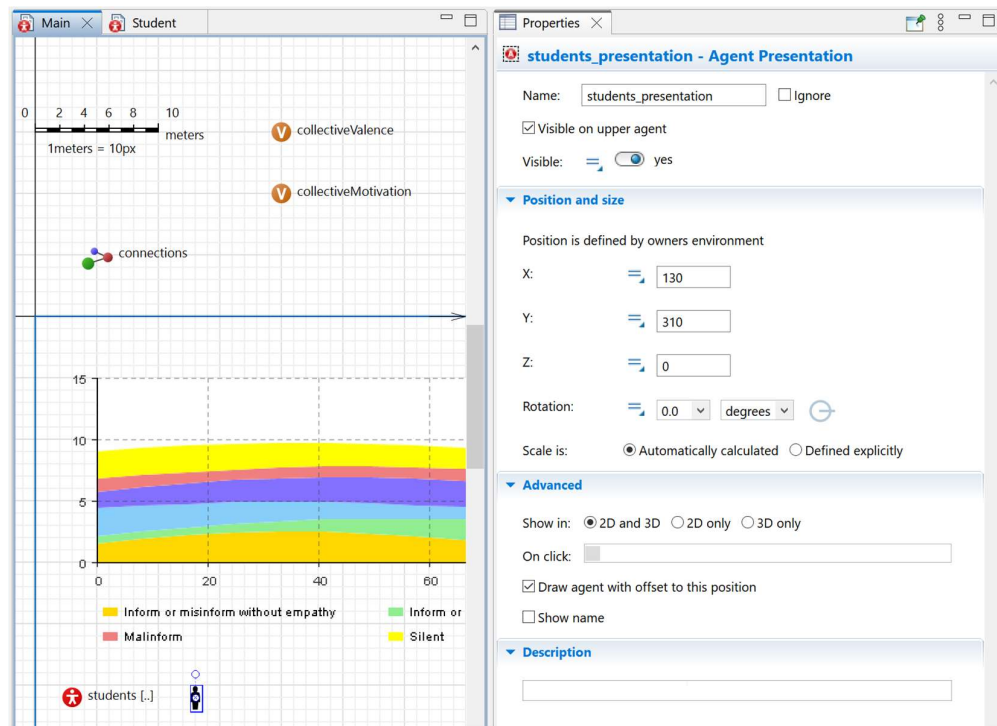 Main
Student
0 2 4 6 8 10
meters
1meters = 10px
collectiveValence
collectiveMotivation
connections
15
10
5
0
0 20 40 60
Inform or misinform without empathy
Inform or
Malinform
Silent
students [..]
Properties
students_presentation - Agent Presentation
Name: students_presentation Ignore
Visible on upper agent
Visible: yes
Position and size
Position is defined by owners environment
X: 130
Y: 310
Z: 0
Rotation: 0.0 degrees
Scale is: Automatically calculated Defined explicitly
Advanced
Show in: 2D and 3D 2D only 3D only
On click:
Draw agent with offset to this position
Show name
Description